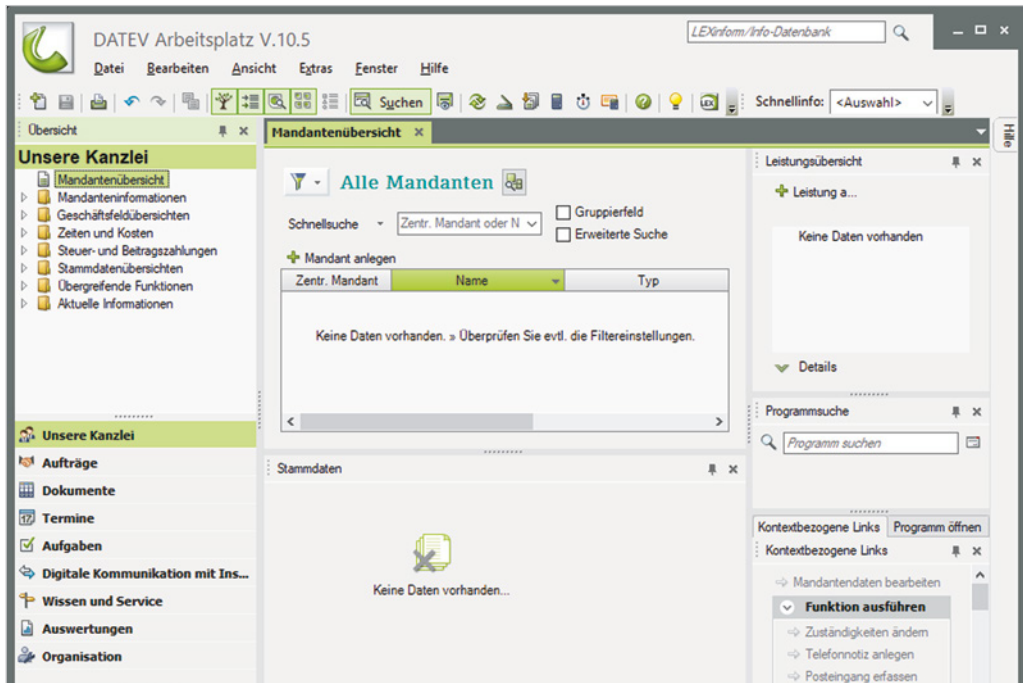 DATEV Arbeitsplatz V.10.5
LEXinform/Info-Datenbank
Datei Bearbeiten Ansicht Extras Fenster Hilfe
Suchen
LEX
Schnellinfo: <Auswahl>
Übersicht
Unsere Kanzlei
Mandantenübersicht
Mandanteninformationen
Geschäftsfeldübersichten
Zeiten und Kosten
Steuer- und Beitragszahlungen
Stammdatenübersichten
Übergreifende Funktionen
Aktuelle Informationen
Unsere Kanzlei
Aufträge
Dokumente
17 Termine
Aufgaben
Digitale Kommunikation mit Ins...
Wissen und Service
Auswertungen
Organisation
Mandantenübersicht
Alle Mandanten
Schnellsuche
Zentr. Mandant oder N
Gruppierfeld
Erweiterte Suche
Mandant anlegen
Zentr. Mandant Name Typ
Keine Daten vorhanden. » Überprüfen Sie evtl. die Filtereinstellungen.
Stammdaten
Keine Daten vorhanden...
Leistungsübersicht
Leistung a...
Keine Daten vorhanden
Details
Programmsuche
Programm suchen
Kontextbezogene Links Programm öffnen
Kontextbezogene Links
Mandantendaten bearbeiten
Funktion ausführen
Zuständigkeiten ändern
Telefonnotiz anlegen
Posteingang erfassen
Hilfe